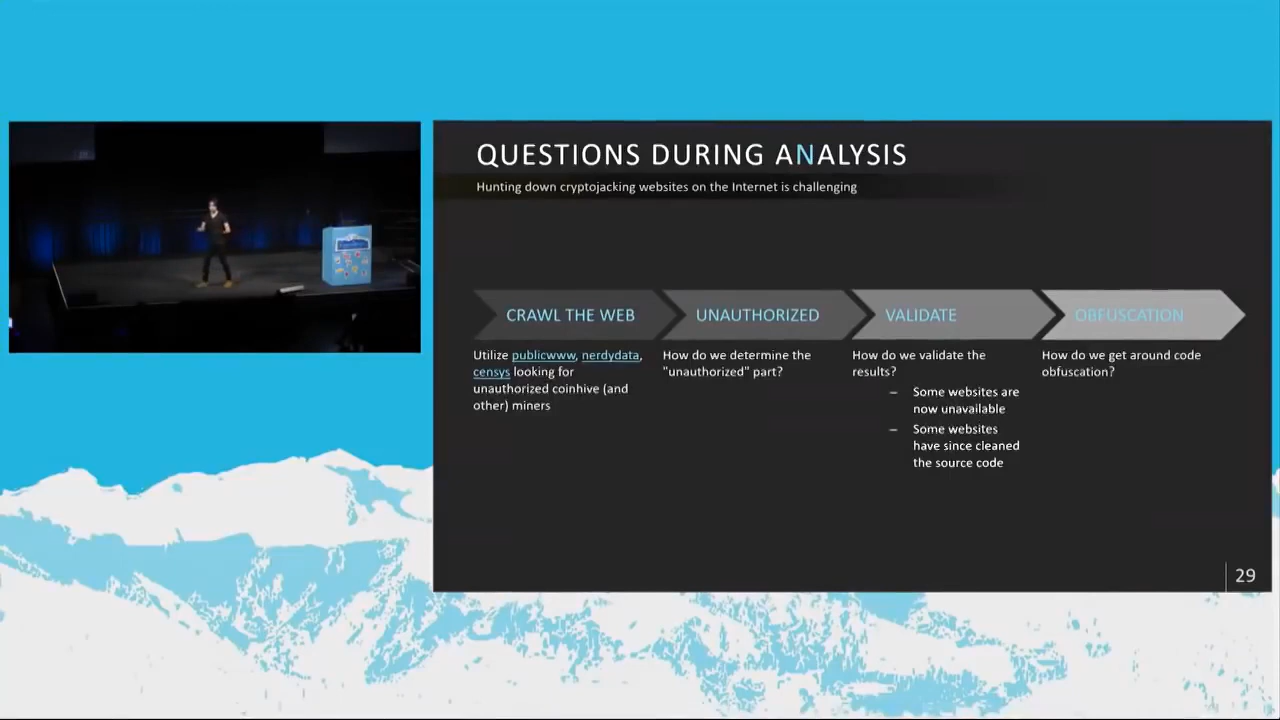 QUESTIONS DURING ANALYSIS
Hunting down cryptojacking websites on the Internet is challenging
CRAWL THE WEB
Utilize publicwww, nerdydata,
censys looking for
unauthorized coinhive (and
other) miners
UNAUTHORIZED
How do we determine the
"unauthorized" part?
VALIDATE
How do we validate the
results?
– Some websites are
now unavailable
– Some websites
have since cleaned
the source code
OBFUSCATION
How do we get around code
obfuscation?
29